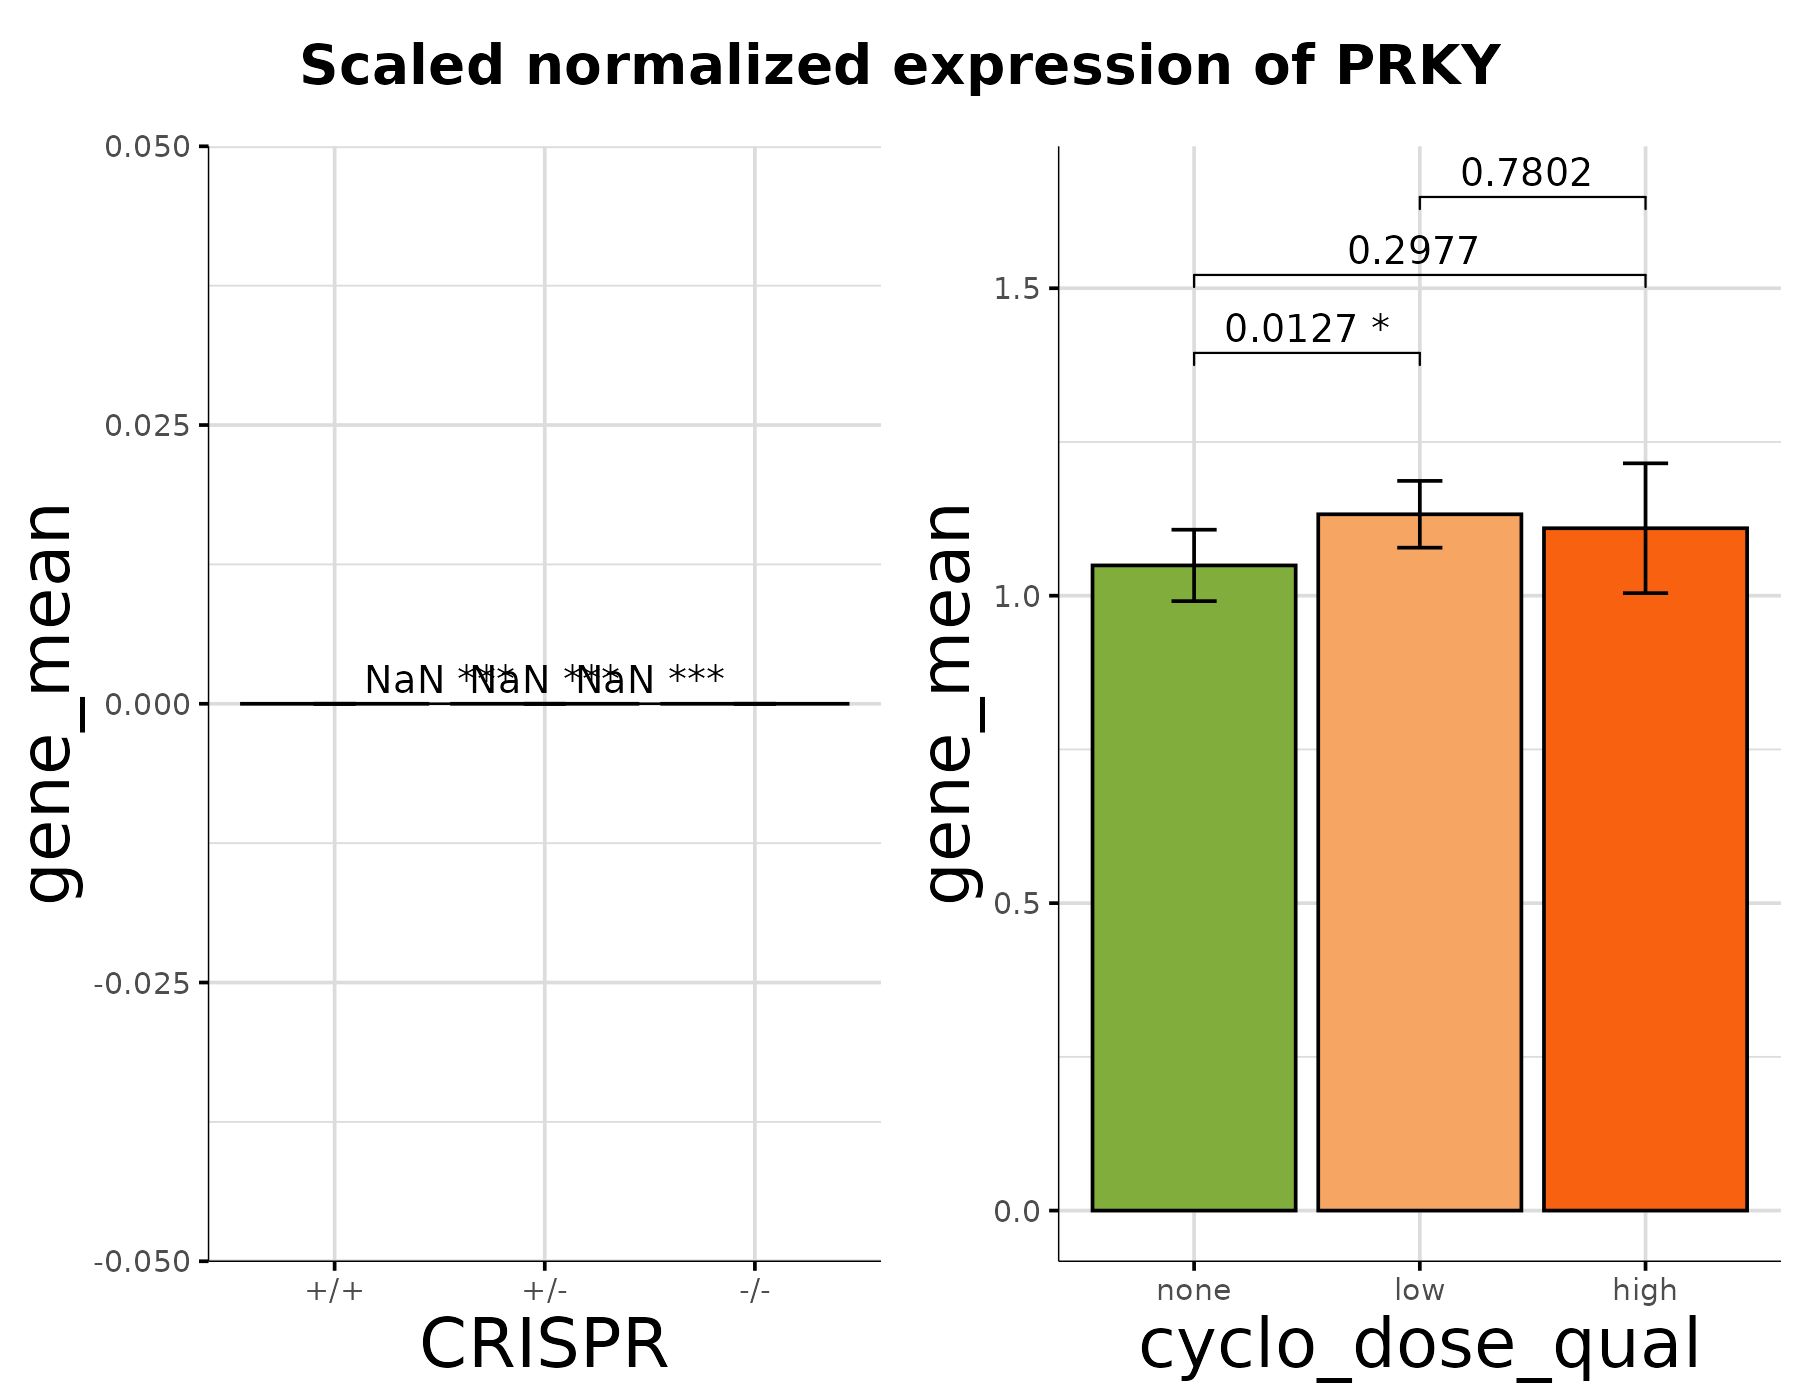 Scaled normalized expression of PRKY
gene_mean
0.050
0.025
0.000
-0.025
-0.050
NaN ***
NaN ***
NaN ***
+/+
+/-
-/-
CRISPR
gene_mean
1.5
1.0
0.5
0.0
0.7802
0.2977
0.0127 *
none
low
high
cyclo_dose_qual